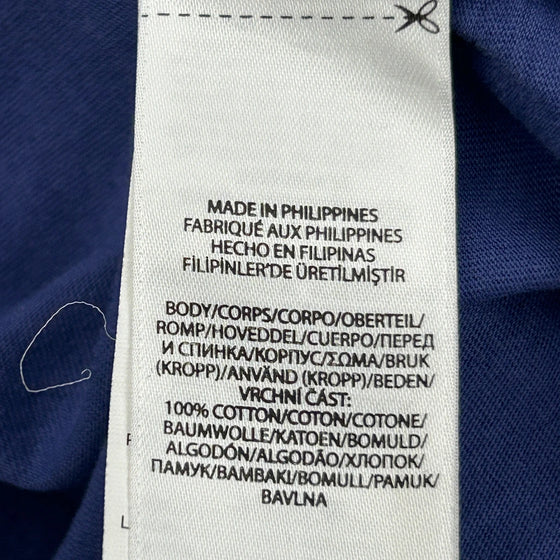 MADE IN PHILIPPINES
FABRIQUÉ AUX PHILIPPINES
HECHO EN FILIPINAS
FİLİPİNLER'DE ÜRETİLMİŞTİR
BODY/CORPS/CORPO/OBERTEIL/
ROMP/HOVEDDEL/CUERPO/ПЕРЕД
И СПИНКА/КОРПУС/ΣΩΜΑ/BRUK
(KROPP)/ANVÄND (KROPP)/BEDEN/
VRCHNÍ ČÁST:
100% COTTON/COTON/COTONE/
BAUMWOLLE/KATOEN/BOMULD/
ALGODÓN/ALGODÃO/ХЛОПОК/
ПАМУК/BAMBAKI/BOMULL/PAMUK/
BAVLNA